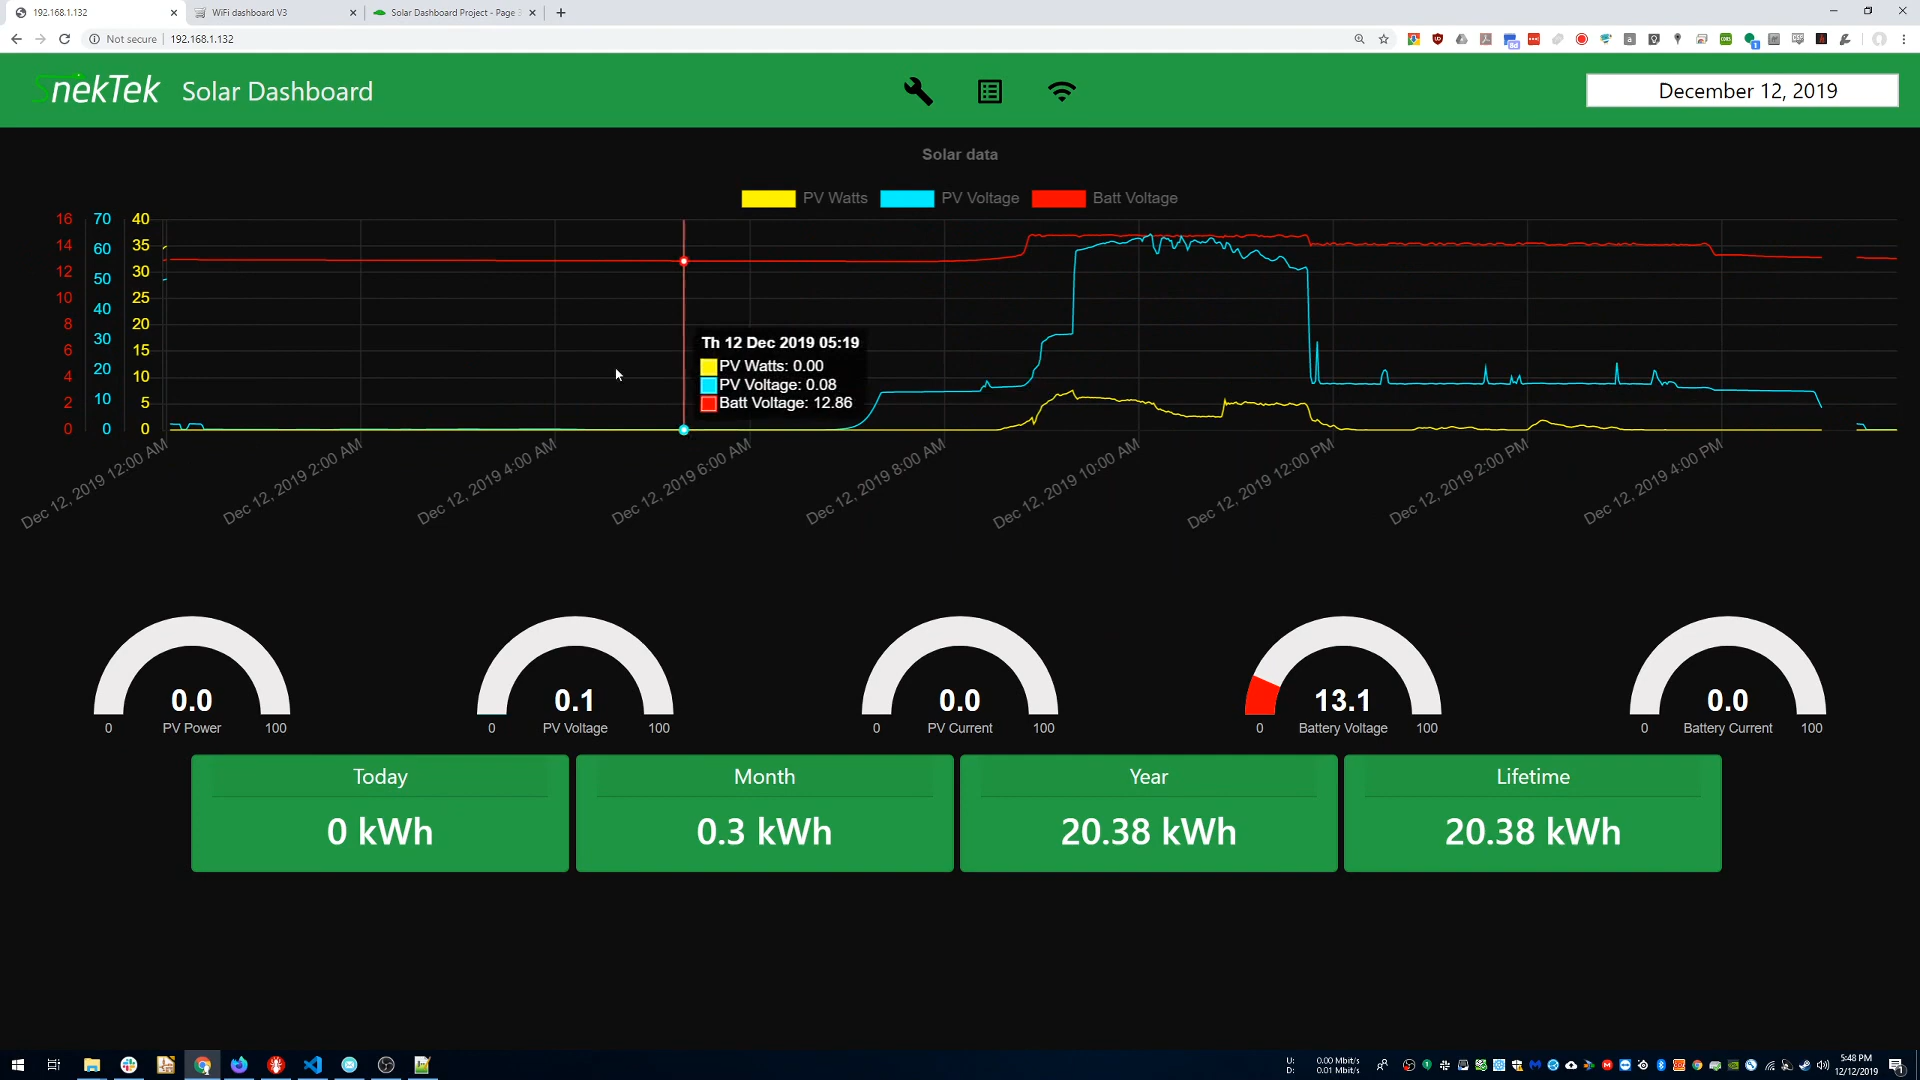 192.168.1.132
WiFi dashboard V3
Solar Dashboard Project - Page
Not secure
192.168.1.132
SnekTek
Solar Dashboard
December 12, 2019
Solar data
PV Watts
PV Voltage
Batt Voltage
16 70 40
14 60 35
12 50 30
10 40 25
8 30 20
6 20 15
4 10 10
2 0 5
0 0
Th 12 Dec 2019 05:19
PV Watts: 0.00
PV Voltage: 0.08
Batt Voltage: 12.86
Dec 12, 2019 12:00 AM
Dec 12, 2019 2:00 AM
Dec 12, 2019 4:00 AM
Dec 12, 2019 6:00 AM
Dec 12, 2019 8:00 AM
Dec 12, 2019 10:00 AM
Dec 12, 2019 12:00 PM
Dec 12, 2019 2:00 PM
Dec 12, 2019 4:00 PM
0.0
0 PV Power 100
0.1
0 PV Voltage 100
0.0
0 PV Current 100
13.1
0 Battery Voltage 100
0.0
0 Battery Current 100
Today
0 kWh
Month
0.3 kWh
Year
20.38 kWh
Lifetime
20.38 kWh
U: 0.00 Mbit/s
D: 0.01 Mbit/s
5:48 PM
12/12/2019